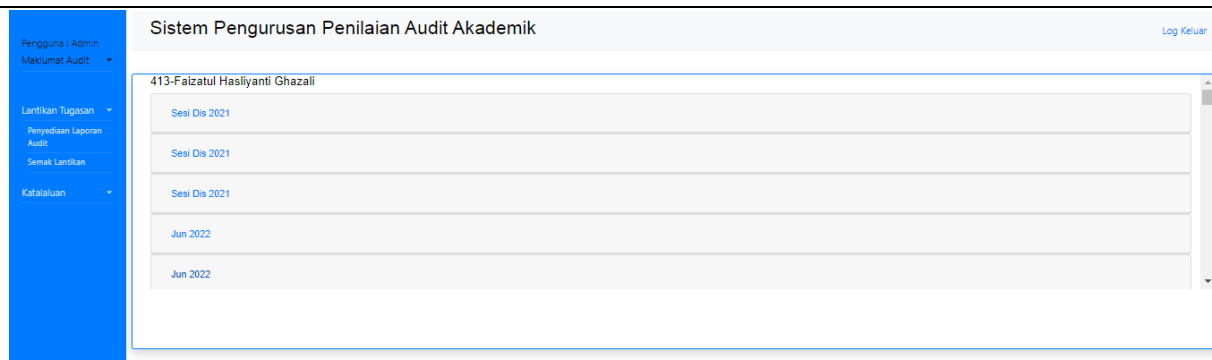 Sistem Pengurusan Penilaian Audit Akademik
Log Keluar
Pengguna : Admin
Maklumat Audit
Lantikan Tugasan
Penyediaan Laporan
Audit
Semak Lantikan
Katalaluan
413-Faizatul Hasliyanti Ghazali
Sesi Dis 2021
Sesi Dis 2021
Sesi Dis 2021
Jun 2022
Jun 2022